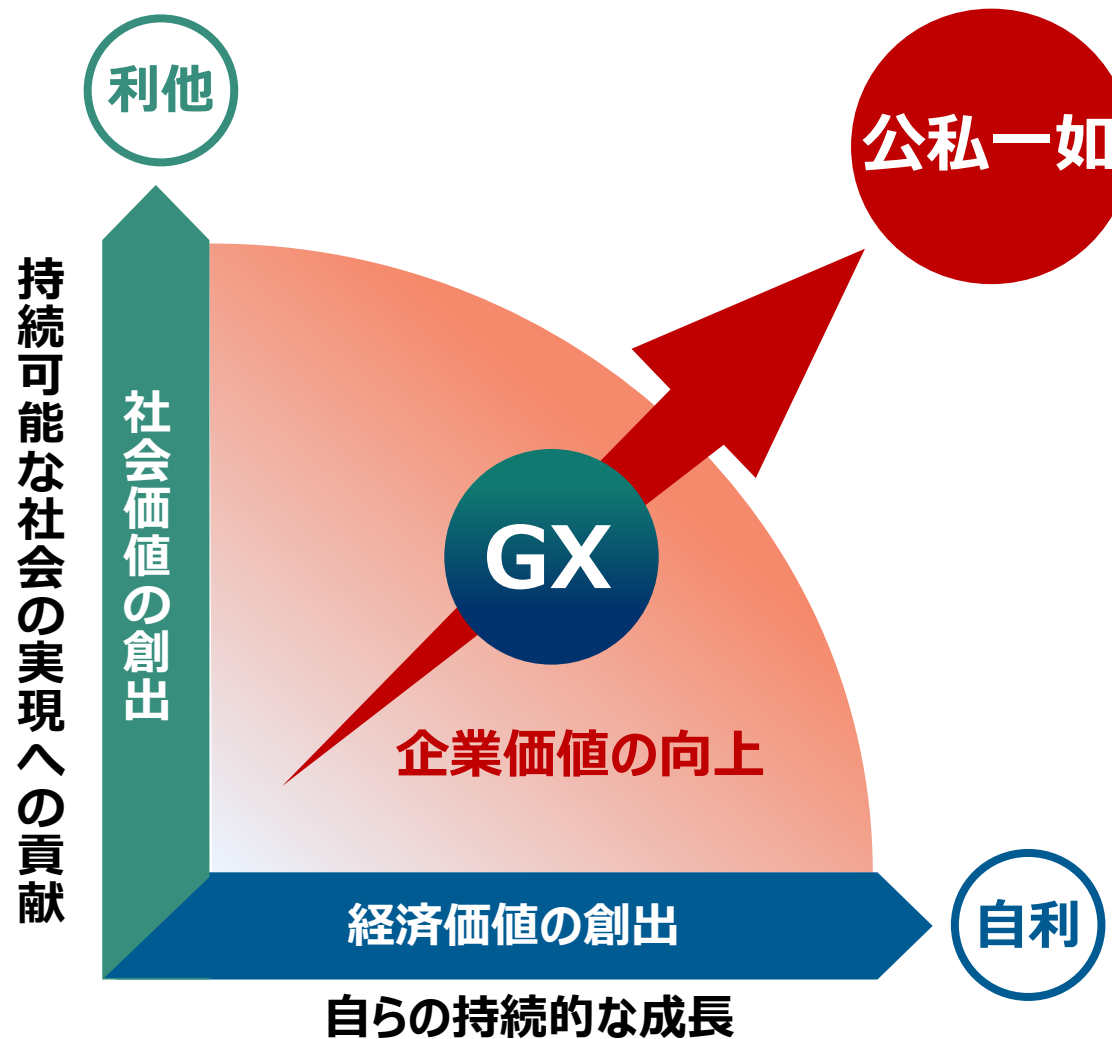 利他
公私一如
持続可能な社会の実現への貢献
社会価値の創出
GX
企業価値の向上
経済価値の創出
自利
自らの持続的な成長